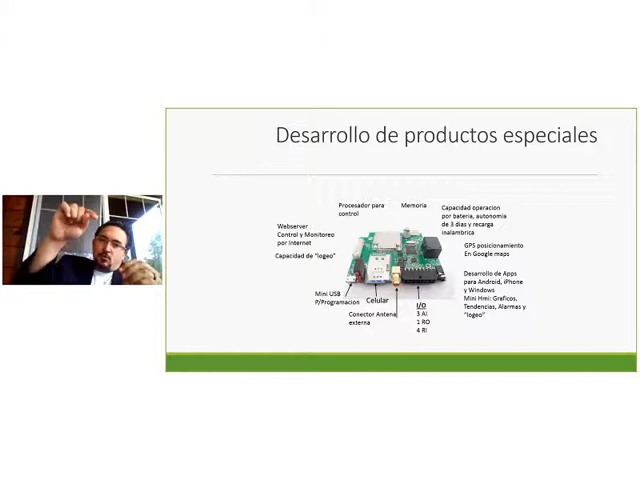 Desarrollo de productos especiales
Procesador para
control
Memoria
Capacidad operacion
por bateria, autonomia
de 3 dias y recarga
inalambrica
Webserver
Control y Monitoreo
por Internet
Capacidad de "logeo"
GPS posicionamiento
En Google maps
Desarrollo de Apps
para Android, iPhone
y Windows
Mini Hmi: Graficos,
Tendencias, Alarmas y
"logeo"
Mini USB
P/Programacion
Celular
Conector Antena
externa
I/O
3 AI
1 RO
4 RI